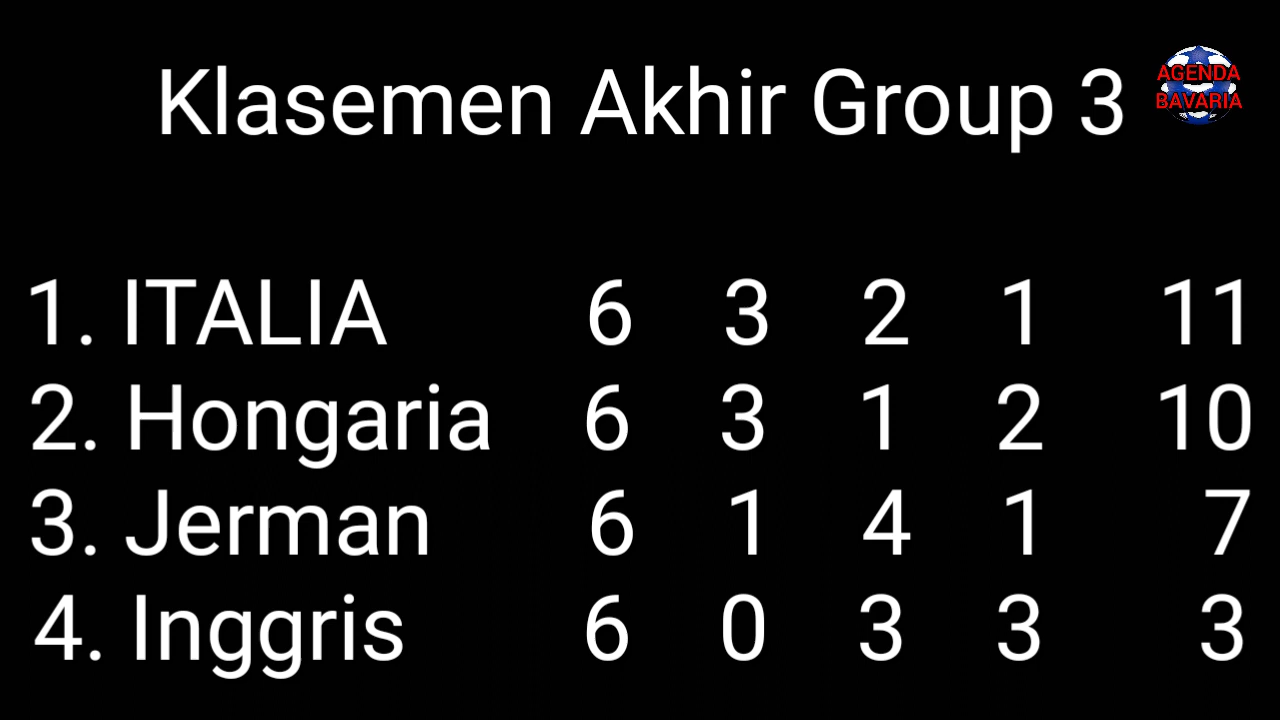 Klasemen Akhir Group 3
AGENDA
BAVARIA
1. ITALIA 6 3 2 1 11
2. Hongaria 6 3 1 2 10
3. Jerman 6 1 4 1 7
4. Inggris 6 0 3 3 3